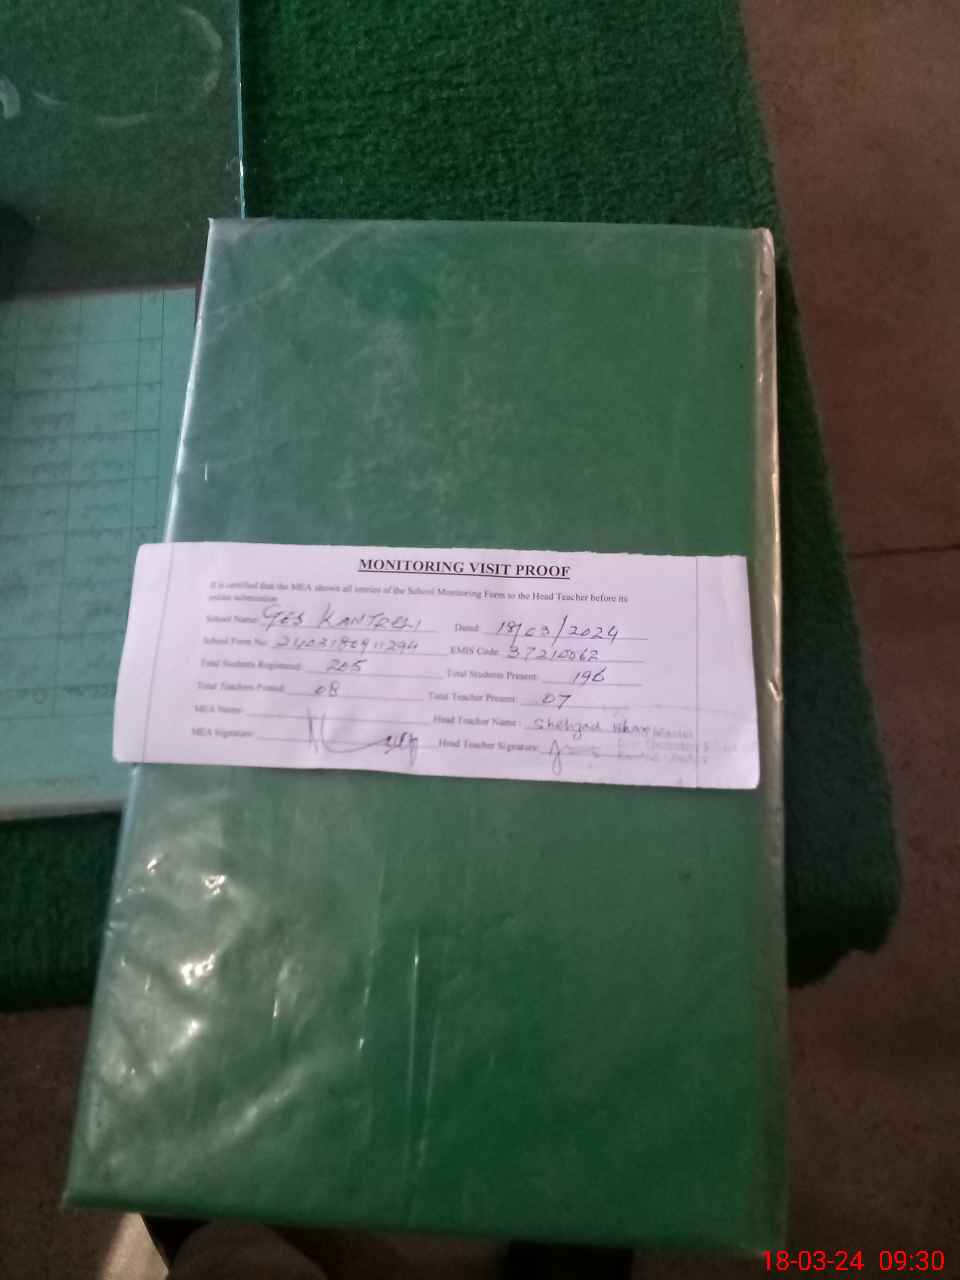 MONITORING VISIT PROOF
It is certified that the MEA shown all entries of the School Monitoring Form to the Head Teacher before its
online submission
School Name: GES KANTRELI Dated: 18/03/2024
School Form No: 2403180911294 EMIS Code: 37210062
Total Students Registered: 205 Total Students Present: 196
Total Teachers Posted: 08 Total Teacher Present: 07
MEA Name: Head Teacher Name: Shehzad
MEA Signature: Head Teacher Signature:
18-03-24 09:30